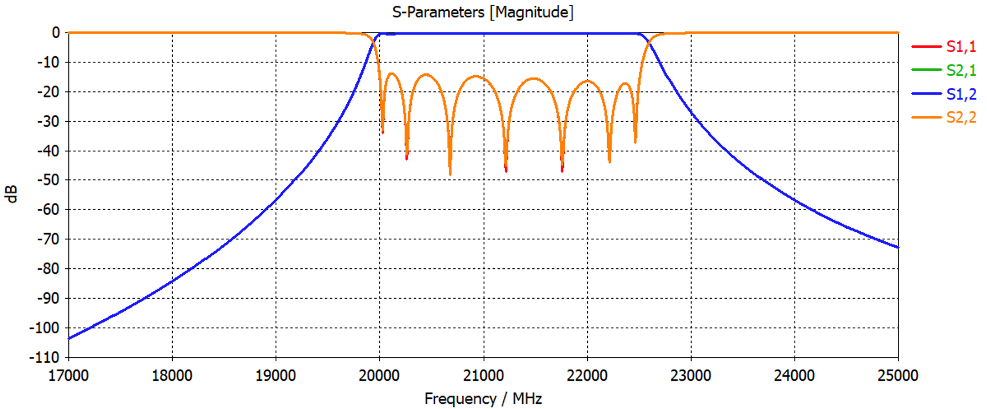 S-Parameters [Magnitude]
0
-10
-20
-30
-40
-50
-60
-70
-80
-90
-100
-110
dB
17000 18000 19000 20000 21000 22000 23000 24000 25000
Frequency / MHz
S1,1
S2,1
S1,2
S2,2